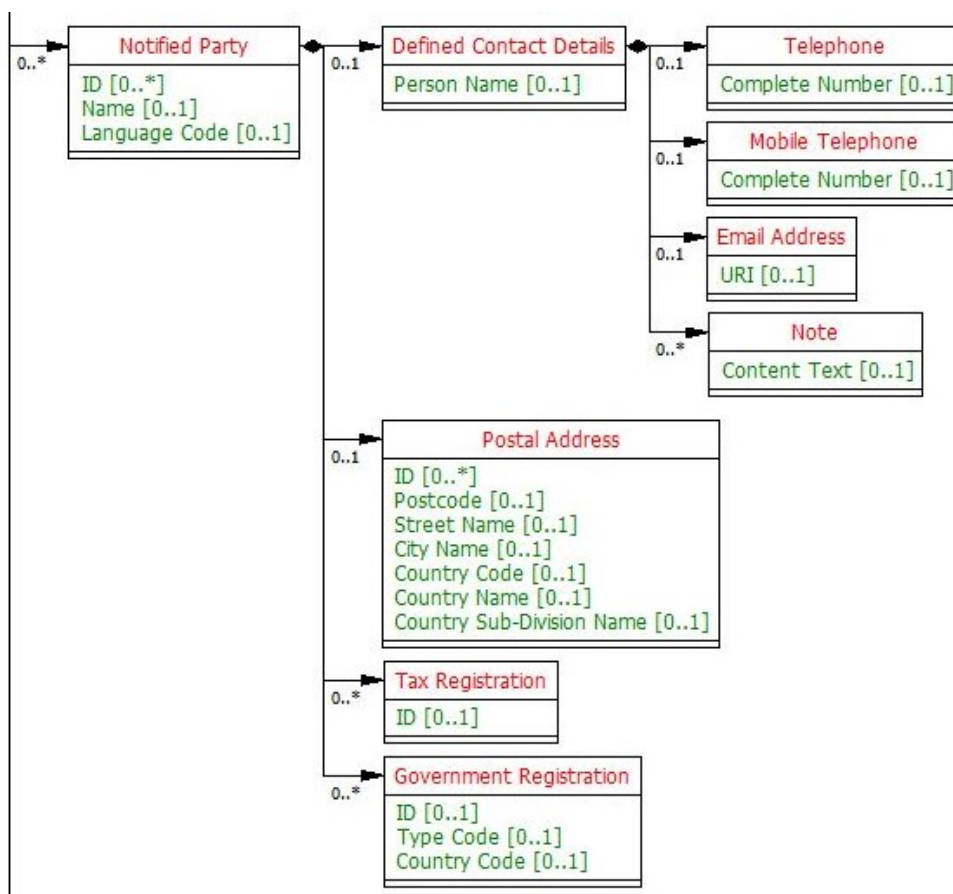 Notified Party
ID [0..*]
Name [0..1]
Language Code [0..1]
0..*
0..1
Defined Contact Details
Person Name [0..1]
0..1
Telephone
Complete Number [0..1]
0..1
Mobile Telephone
Complete Number [0..1]
0..1
Email Address
URI [0..1]
0..*
Note
Content Text [0..1]
0..1
Postal Address
ID [0..*]
Postcode [0..1]
Street Name [0..1]
City Name [0..1]
Country Code [0..1]
Country Name [0..1]
Country Sub-Division Name [0..1]
0..*
Tax Registration
ID [0..1]
0..*
Government Registration
ID [0..1]
Type Code [0..1]
Country Code [0..1]